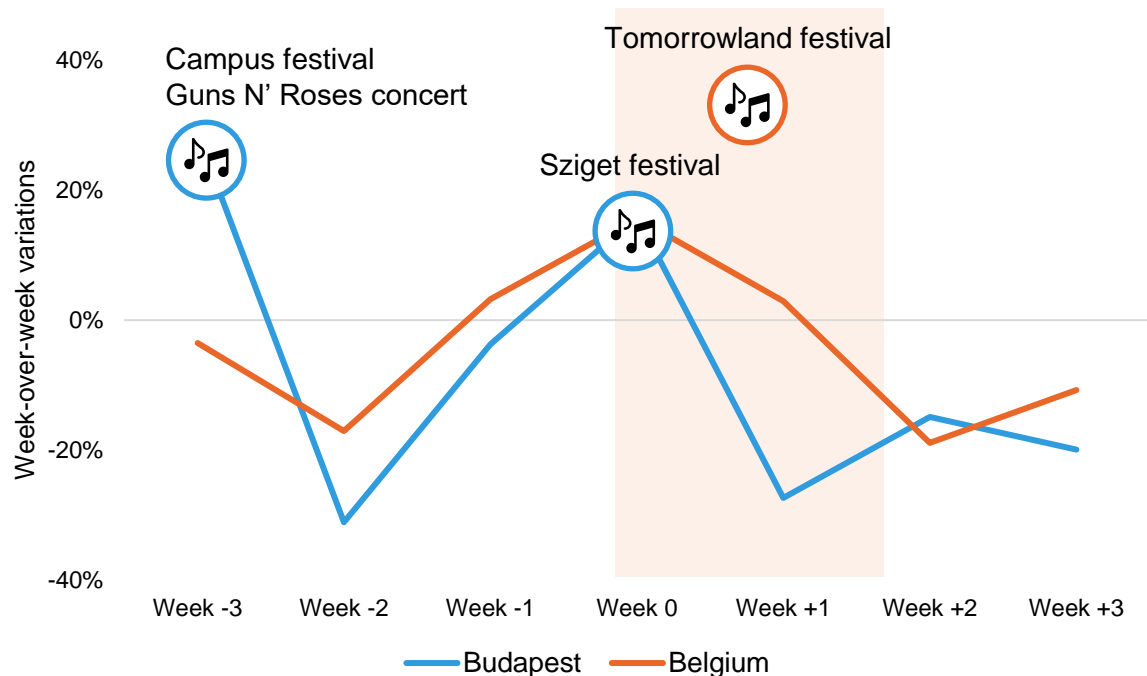 Tomorrowland festival
40%
Campus festival
Guns N’ Roses concert
Sziget festival
20%
0%
-20%
-40%
Week-over-week variations
Week -3
Week -2
Week -1
Week 0
Week +1
Week +2
Week +3
Budapest
Belgium